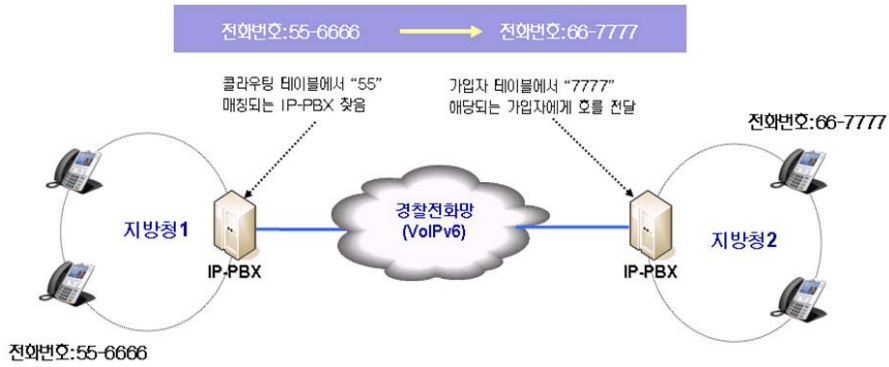 전화번호:55-6666 전화번호:66-7777
콜라우팅 테이블에서 “55”
매칭되는 IP-PBX 찾음
가입자 테이블에서 “7777”
해당되는 가입자에게 호를 전달
전화번호:66-7777
지방청1
IP-PBX
경찰전화망
(VoIPv6)
IP-PBX
지방청2
전화번호:55-6666